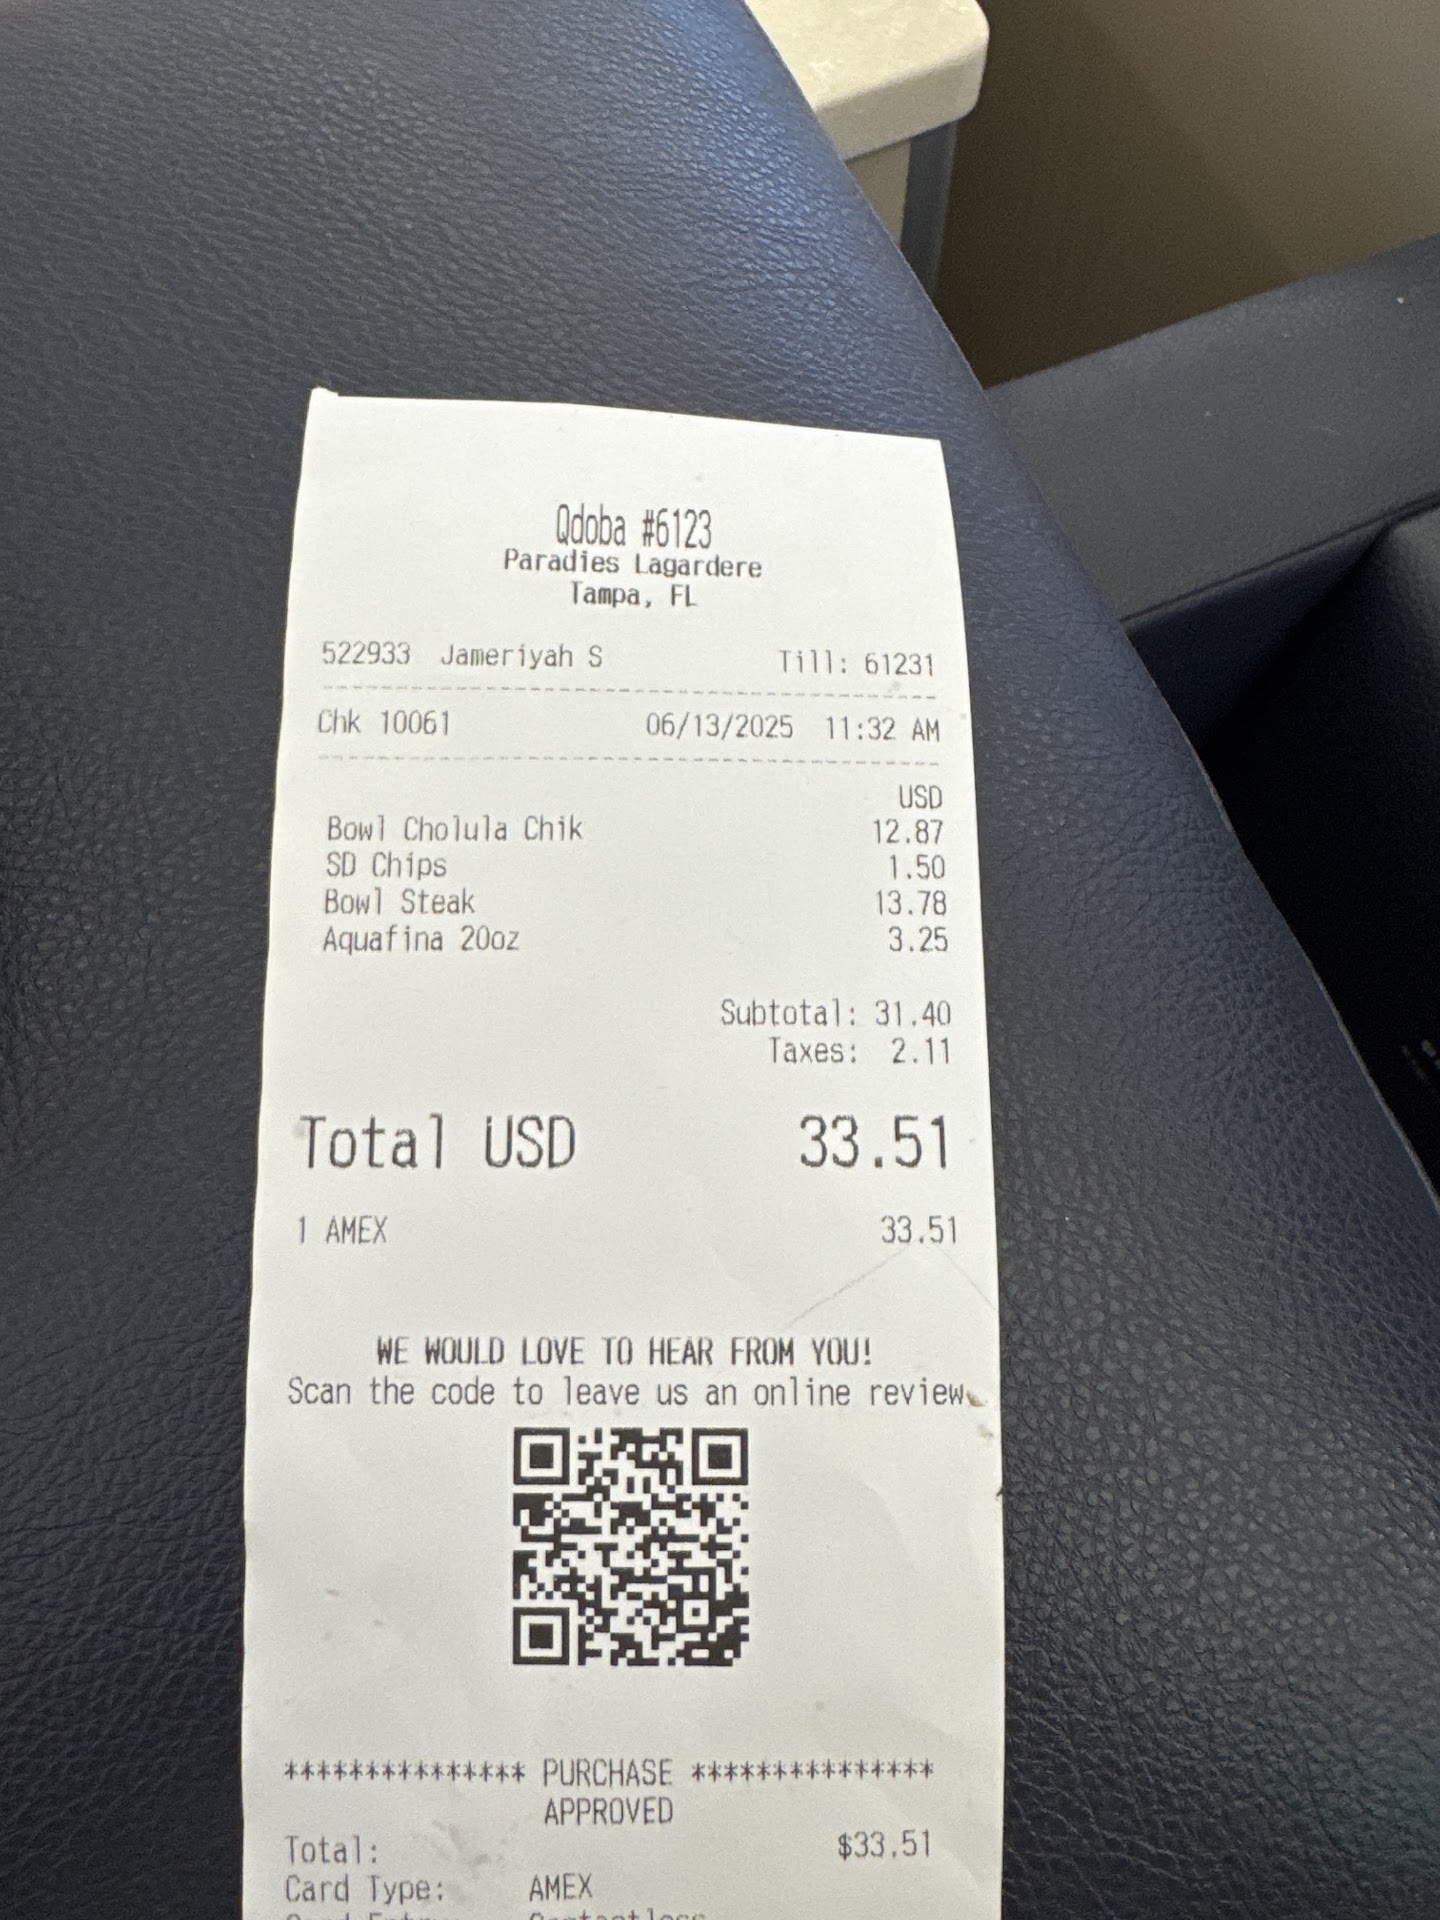 Qdoba #6123
Paradies Lagardere
Tampa, FL
522933 Jameriyah S Till: 61231
Chk 10061 06/13/2025 11:32 AM
USD
Bowl Cholula Chik 12.87
SD Chips 1.50
Bowl Steak 13.78
Aquafina 20oz 3.25
Subtotal: 31.40
Taxes: 2.11
Total USD 33.51
1 AMEX 33.51
WE WOULD LOVE TO HEAR FROM YOU!
Scan the code to leave us an online review.
*************** PURCHASE ***************
APPROVED
Total: $33.51
Card Type: AMEX